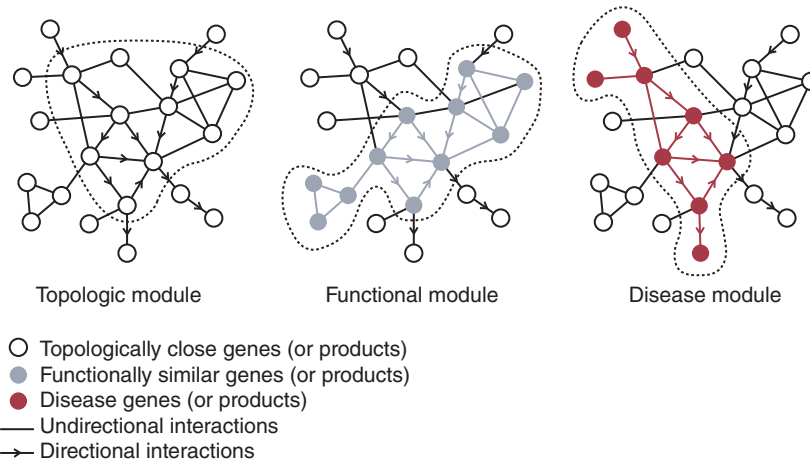 Topologic module
Functional module
Disease module
Topologically close genes (or products)
Functionally similar genes (or products)
Disease genes (or products)
Undirectional interactions
Directional interactions